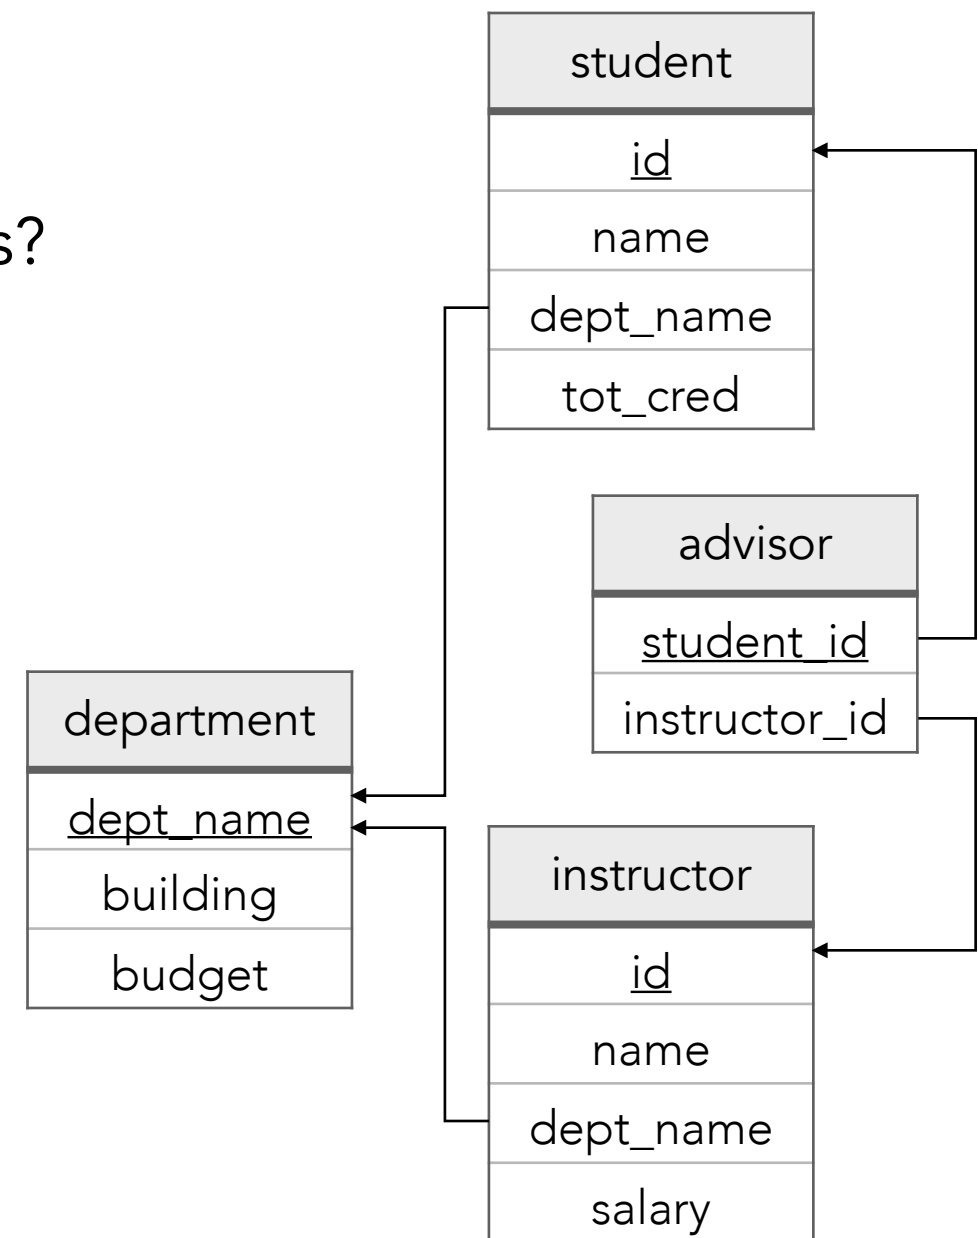 s?
student
id
name
dept_name
tot_cred
advisor
student_id
instructor_id
department
dept_name
building
budget
instructor
id
name
dept_name
salary